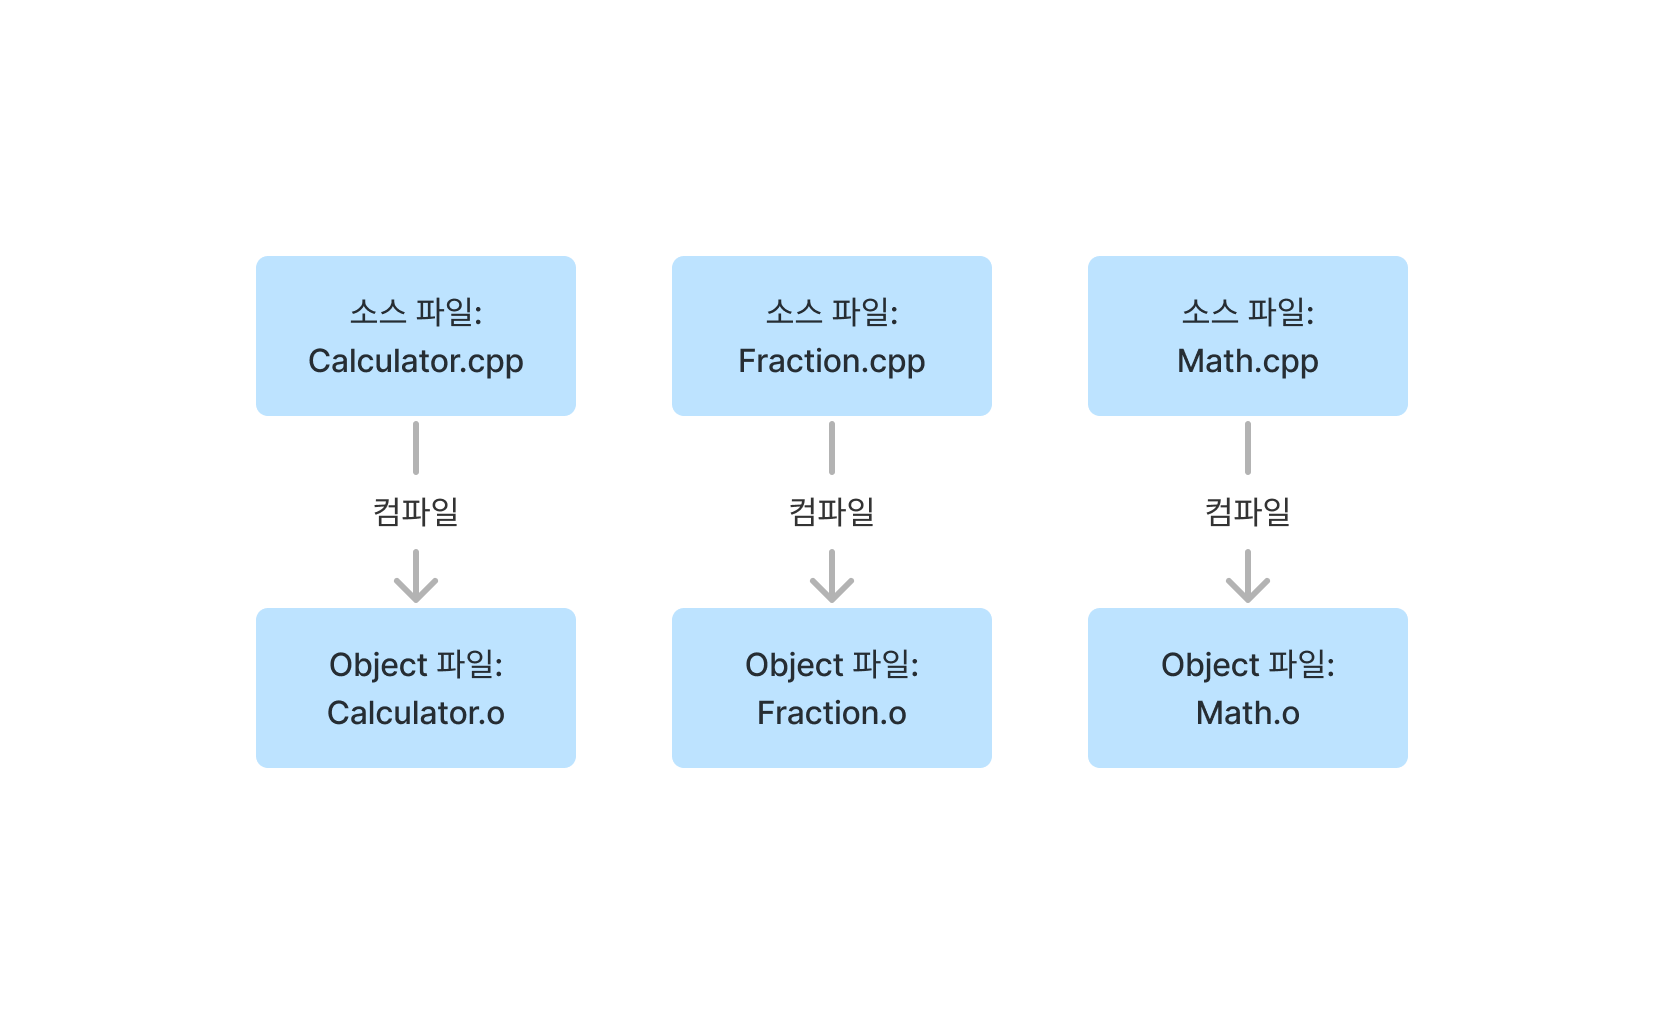 소스 파일:
Calculator.cpp
소스 파일:
Fraction.cpp
소스 파일:
Math.cpp
컴파일
컴파일
컴파일
Object 파일:
Calculator.o
Object 파일:
Fraction.o
Object 파일:
Math.o